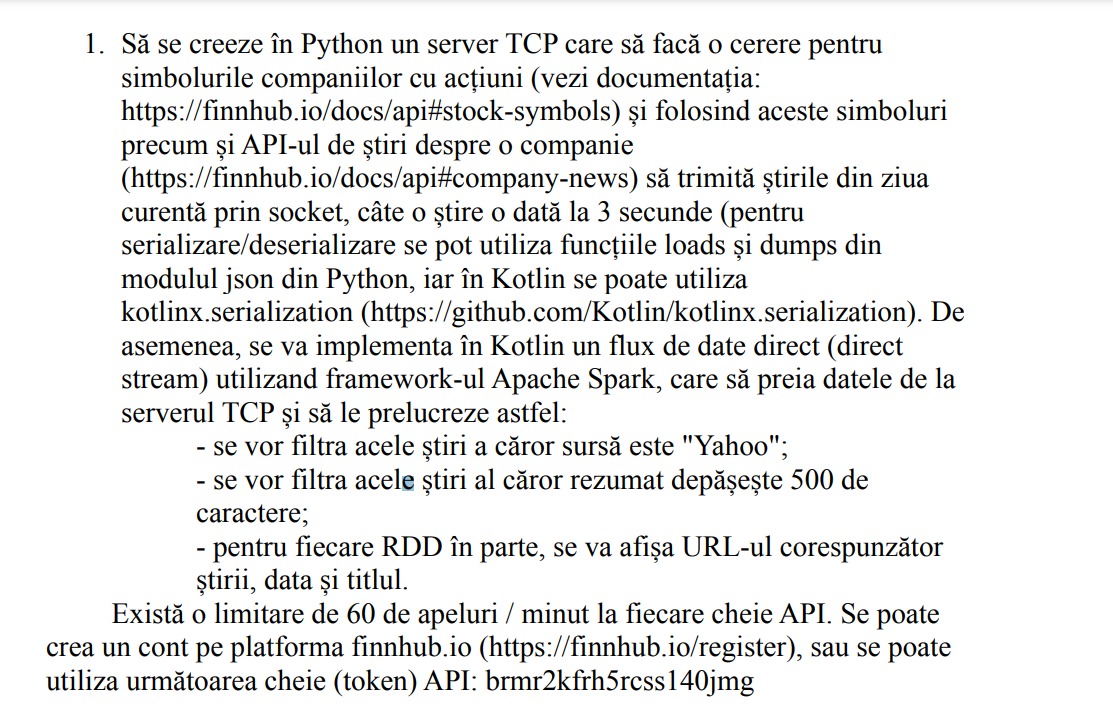 1. Să se creeze în Python un server TCP care să facă o cerere pentru
simbolurile companiilor cu acțiuni (vezi documentația:
https://finnhub.io/docs/api#stock-symbols) și folosind aceste simboluri
precum și API-ul de știri despre o companie
(https://finnhub.io/docs/api#company-news) să trimită știrile din ziua
curentă prin socket, câte o știre o dată la 3 secunde (pentru
serializare/deserializare se pot utiliza funcțiile loads și dumps din
modulul json din Python, iar în Kotlin se poate utiliza
kotlinx.serialization (https://github.com/Kotlin/kotlinx.serialization). De
asemenea, se va implementa în Kotlin un flux de date direct (direct
stream) utilizand framework-ul Apache Spark, care să preia datele de la
serverul TCP și să le prelucreze astfel:
- se vor filtra acele știri a căror sursă este "Yahoo";
- se vor filtra acele știri al căror rezumat depășește 500 de
caractere;
- pentru fiecare RDD în parte, se va afișa URL-ul corespunzător
știrii, data și titlul.
Există o limitare de 60 de apeluri / minut la fiecare cheie API. Se poate
crea un cont pe platforma finnhub.io (https://finnhub.io/register), sau se poate
utiliza următoarea cheie (token) API: brmr2kfrh5rcss140jmg